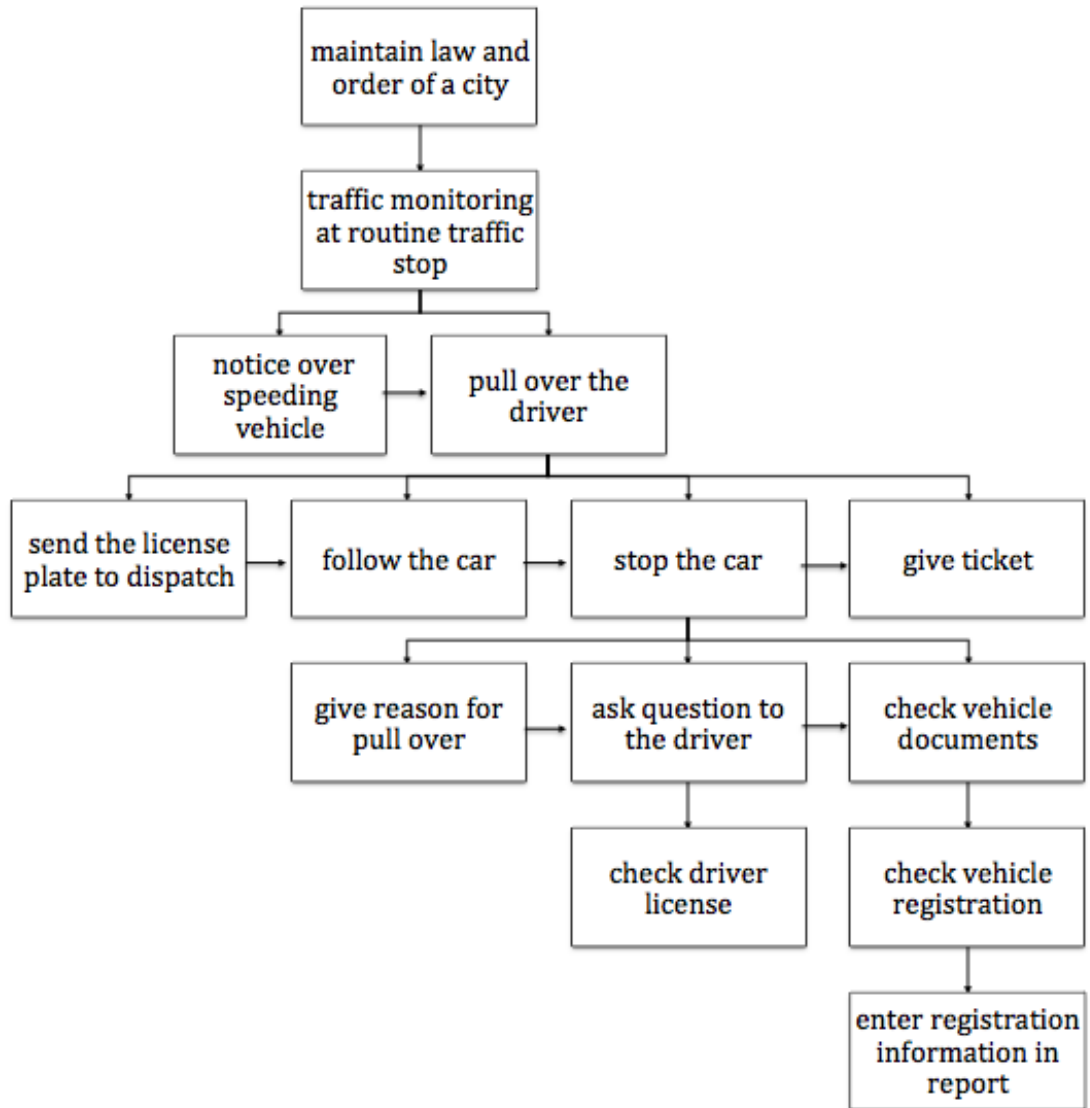 maintain law and
order of a city
traffic monitoring
at routine traffic
stop
notice over
speeding
vehicle
pull over the
driver
send the license
plate to dispatch
follow the car
stop the car
give ticket
give reason for
pull over
ask question to
the driver
check vehicle
documents
check driver
license
check vehicle
registration
enter registration
information in
report